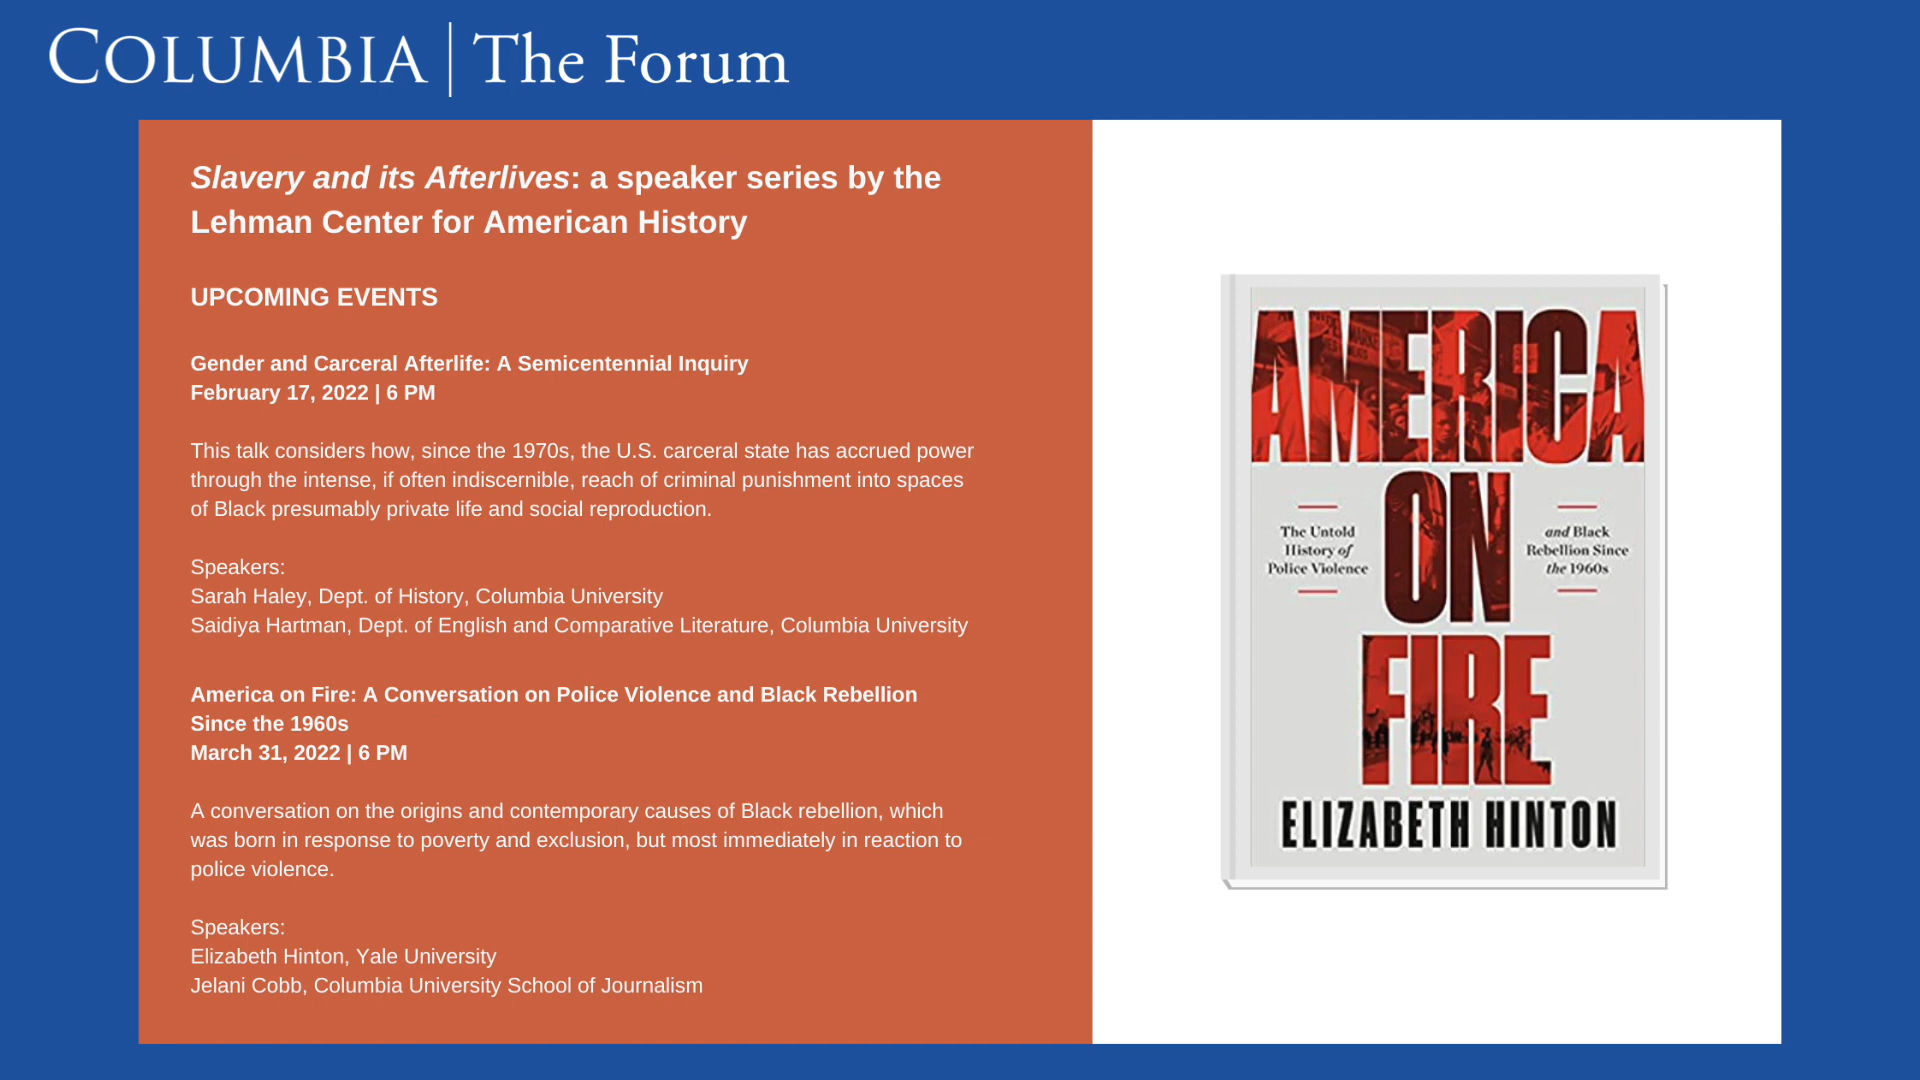 COLUMBIA | The Forum
Slavery and its Afterlives: a speaker series by the
Lehman Center for American History
UPCOMING EVENTS
Gender and Carceral Afterlife: A Semicentennial Inquiry
February 17, 2022 | 6 PM
This talk considers how, since the 1970s, the U.S. carceral state has accrued power
through the intense, if often indiscernible, reach of criminal punishment into spaces
of Black presumably private life and social reproduction.
Speakers:
Sarah Haley, Dept. of History, Columbia University
Saidiya Hartman, Dept. of English and Comparative Literature, Columbia University
America on Fire: A Conversation on Police Violence and Black Rebellion
Since the 1960s
March 31, 2022 | 6 PM
A conversation on the origins and contemporary causes of Black rebellion, which
was born in response to poverty and exclusion, but most immediately in reaction to
police violence.
Speakers:
Elizabeth Hinton, Yale University
Jelani Cobb, Columbia University School of Journalism
AMERICA
ON
FIRE
The Untold
History of
Police Violence
and Black
Rebellion Since
the 1960s
ELIZABETH HINTON